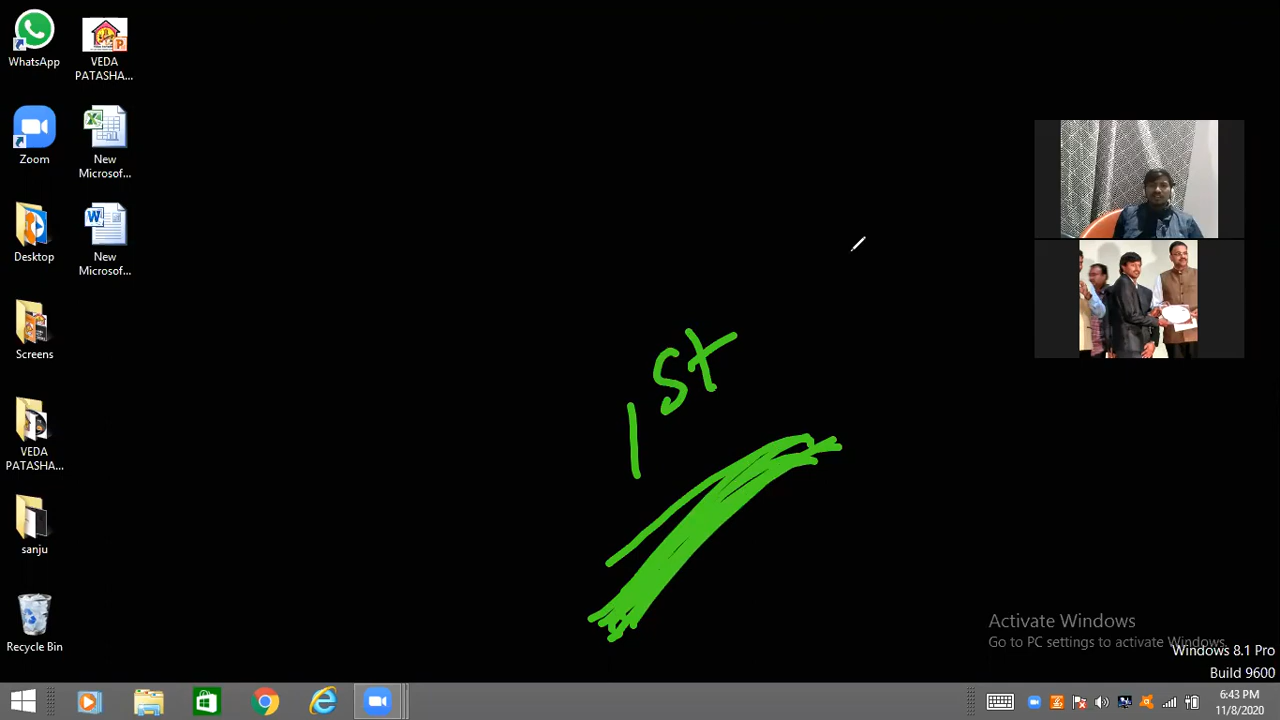 WhatsApp
VEDA
PATASHA...
Zoom
New
Microsof...
Desktop
New
Microsof...
Screens
VEDA
PATASHA...
sanju
Recycle Bin
1st
Activate Windows
Go to PC settings to activate Windows.
Windows 8.1 Pro
Build 9600
6:43 PM
11/8/2020